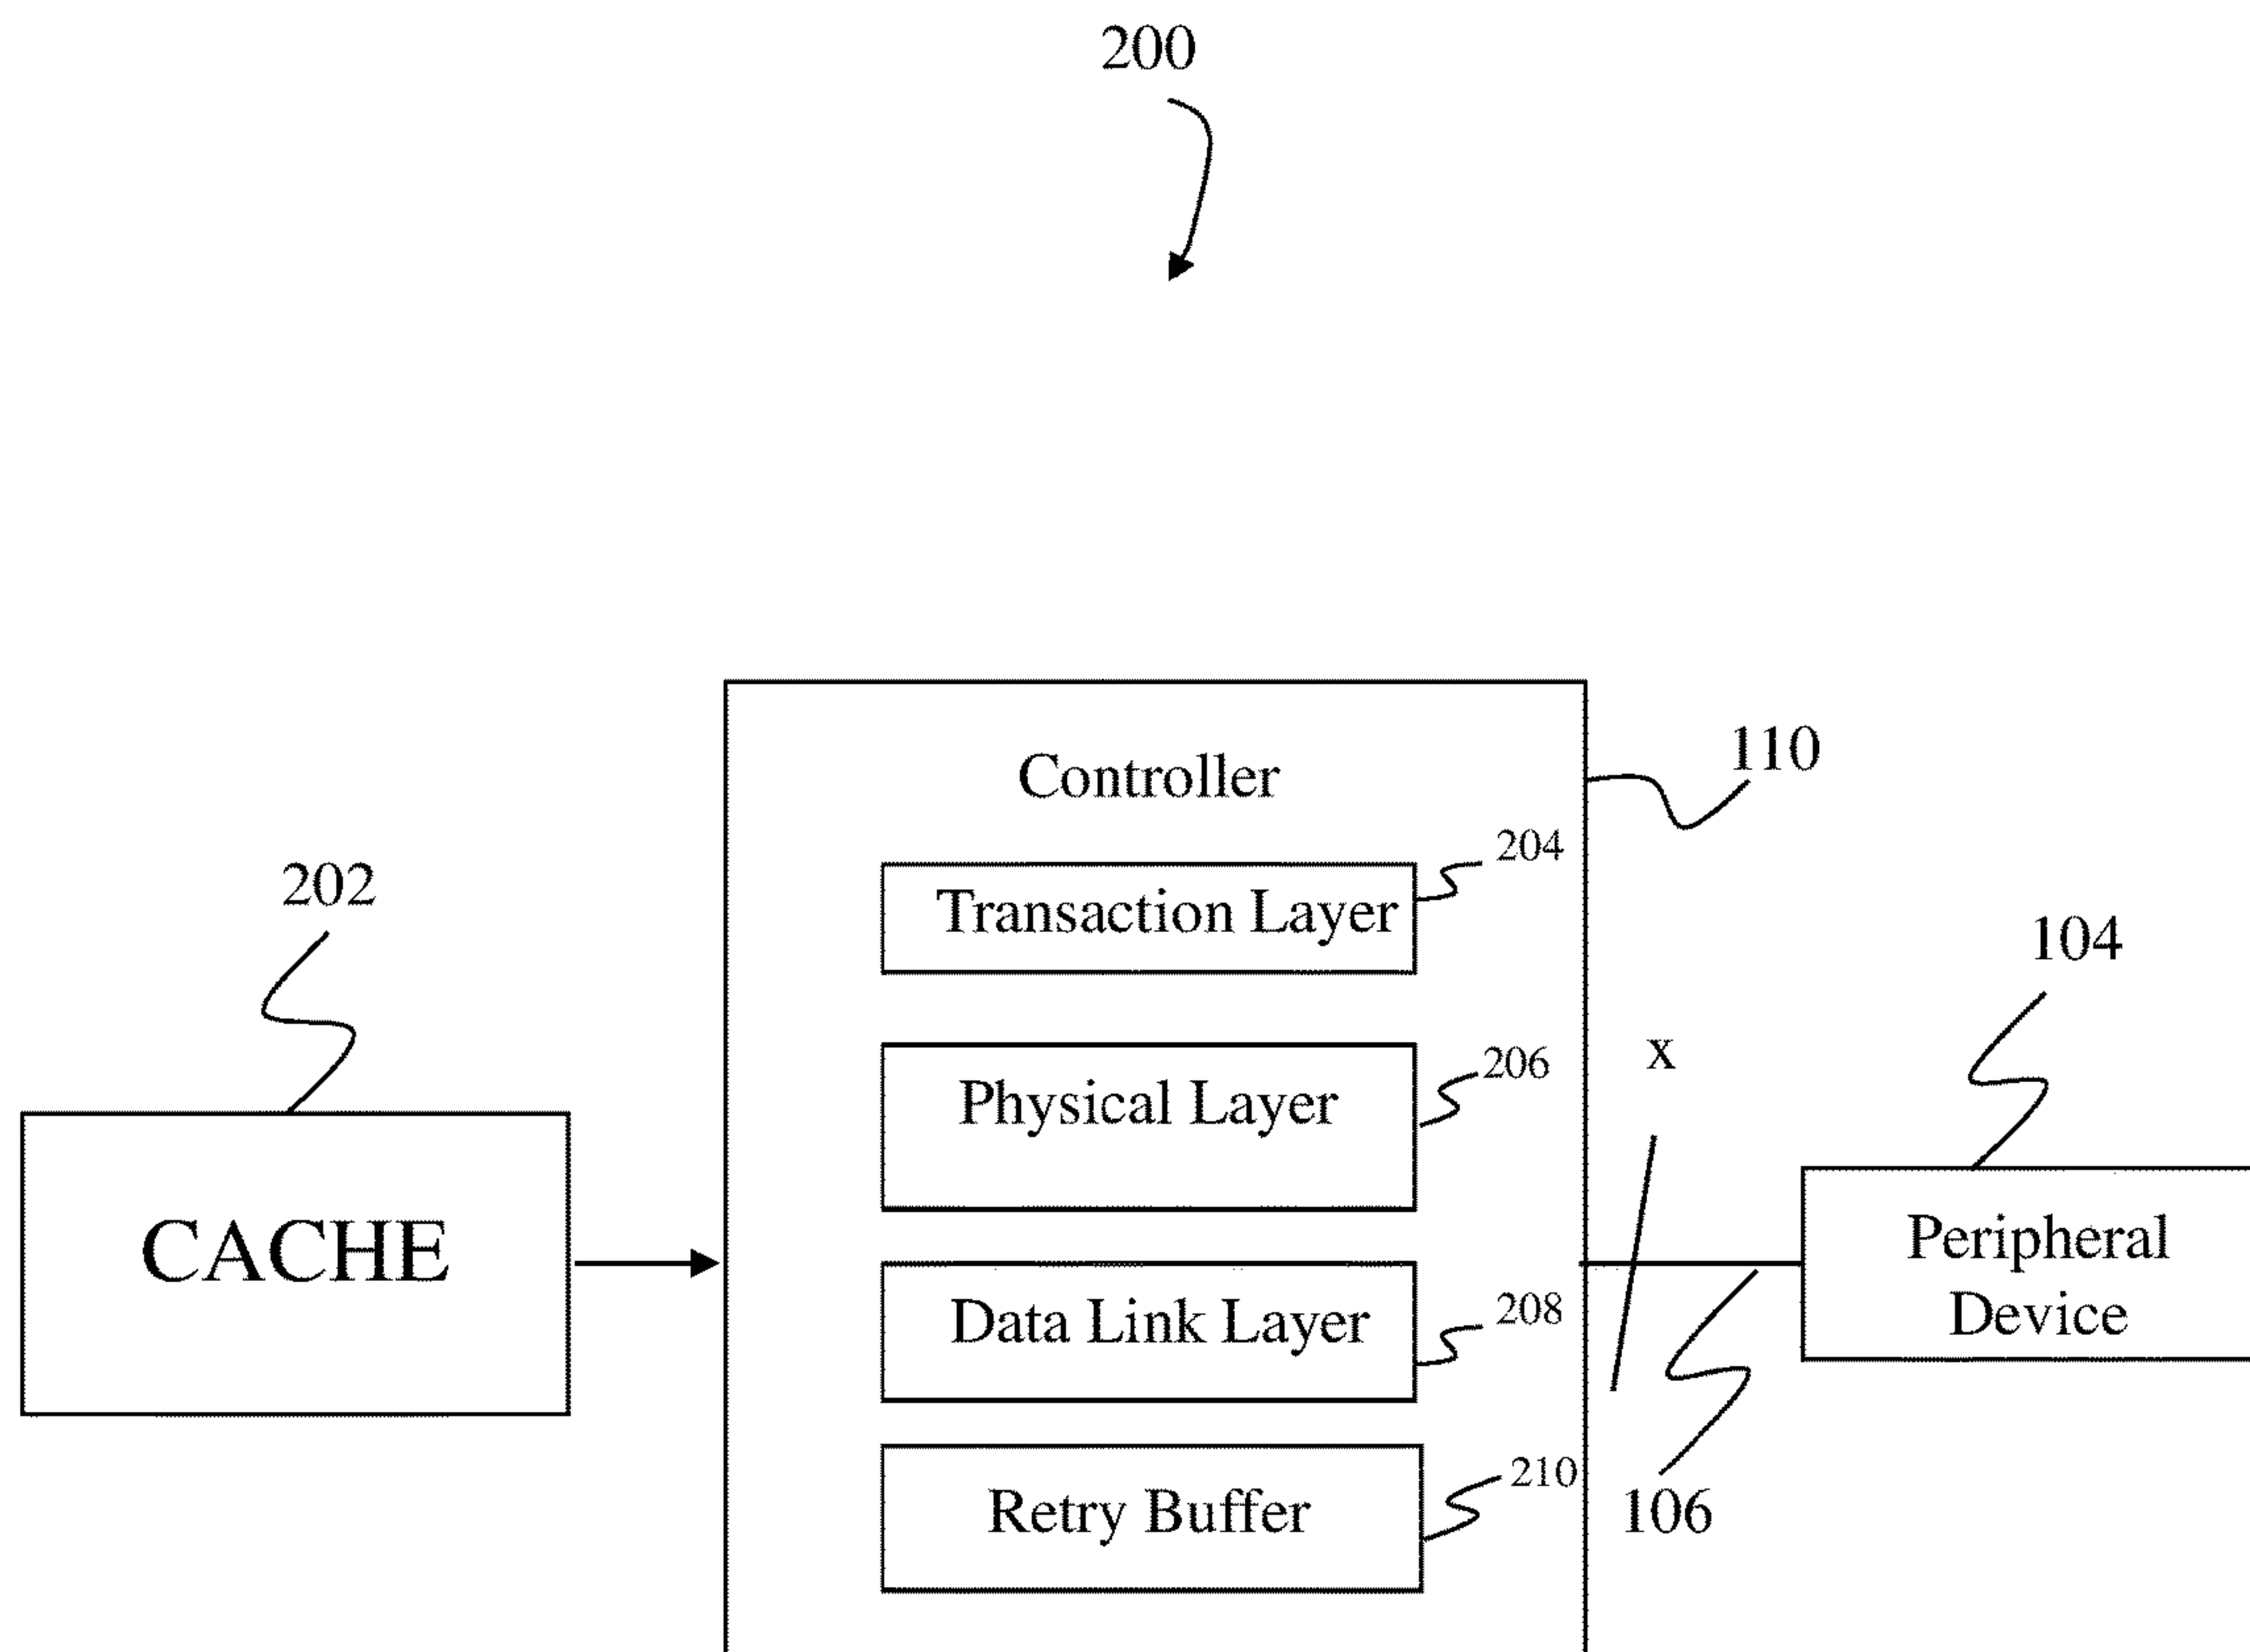 200
Controller
110
204
Transaction Layer
202
104
206
x
Physical Layer
CACHE
Peripheral
Device
208
Data Link Layer
210
Retry Buffer
106